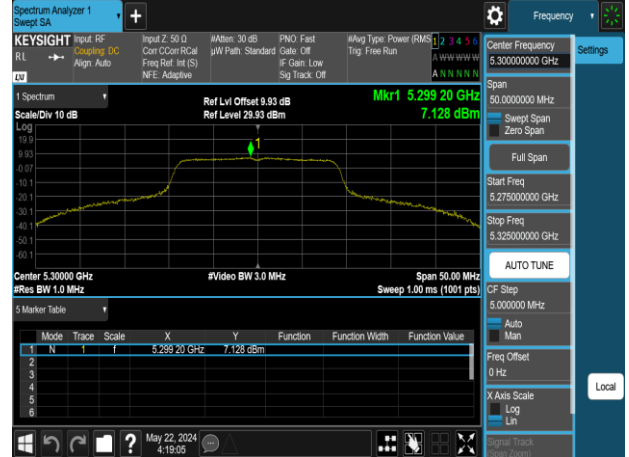 Spectrum Analyzer 1
Swept SA
Frequency
KEYSIGHT
RL
LXI
Input: RF
Coupling: DC
Align: Auto
Input Z: 50 Ω
Corr CCorr RCal
Freq Ref: Int (S)
NFE: Adaptive
#Atten: 30 dB
µW Path: Standard
PNO: Fast
Gate: Off
IF Gain: Low
Sig Track: Off
#Avg Type: Power (RMS
Trig: Free Run
1 2 3 4 5 6
A W W W W W
A N N N N N
1 Spectrum
Scale/Div 10 dB
Log
Ref Lvl Offset 9.93 dB
Ref Level 29.93 dBm
Mkr1 5.299 20 GHz
7.128 dBm
1
19.9
9.93
-0.07
-10.1
-20.1
-30.1
-40.1
-50.1
-60.1
Center 5.30000 GHz
#Res BW 1.0 MHz
#Video BW 3.0 MHz
Span 50.00 MHz
Sweep 1.00 ms (1001 pts)
5 Marker Table
Mode Trace Scale X Y Function Function Width Function Value
1 N 1 f 5.299 20 GHz 7.128 dBm
2
3
4
5
6
May 22, 2024
4:19:05
Center Frequency
5.300000000 GHz
Span
50.0000000 MHz
Swept Span
Zero Span
Full Span
Start Freq
5.275000000 GHz
Stop Freq
5.325000000 GHz
AUTO TUNE
CF Step
5.000000 MHz
Auto
Man
Freq Offset
0 Hz
X Axis Scale
Log
Lin
Signal Track
(Span Zoom)
Settings
Local